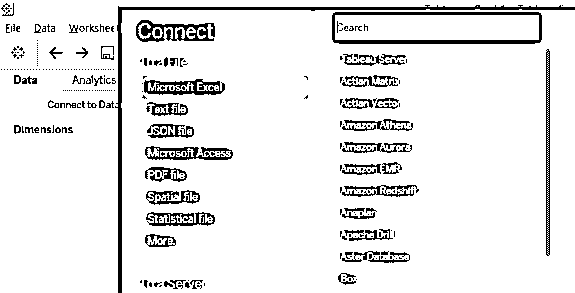 File Data Worksheet
Data Analytics
Connect to Data
Dimensions
Connect
To a File
Microsoft Excel
Text file
JSON file
Microsoft Access
PDF file
Spatial file
Statistical file
More...
To a Server
Search
Tableau Server
Actian Matrix
Actian Vector
Amazon Athena
Amazon Aurora
Amazon EMR
Amazon Redshift
Anaplan
Apache Drill
Aster Database
Box